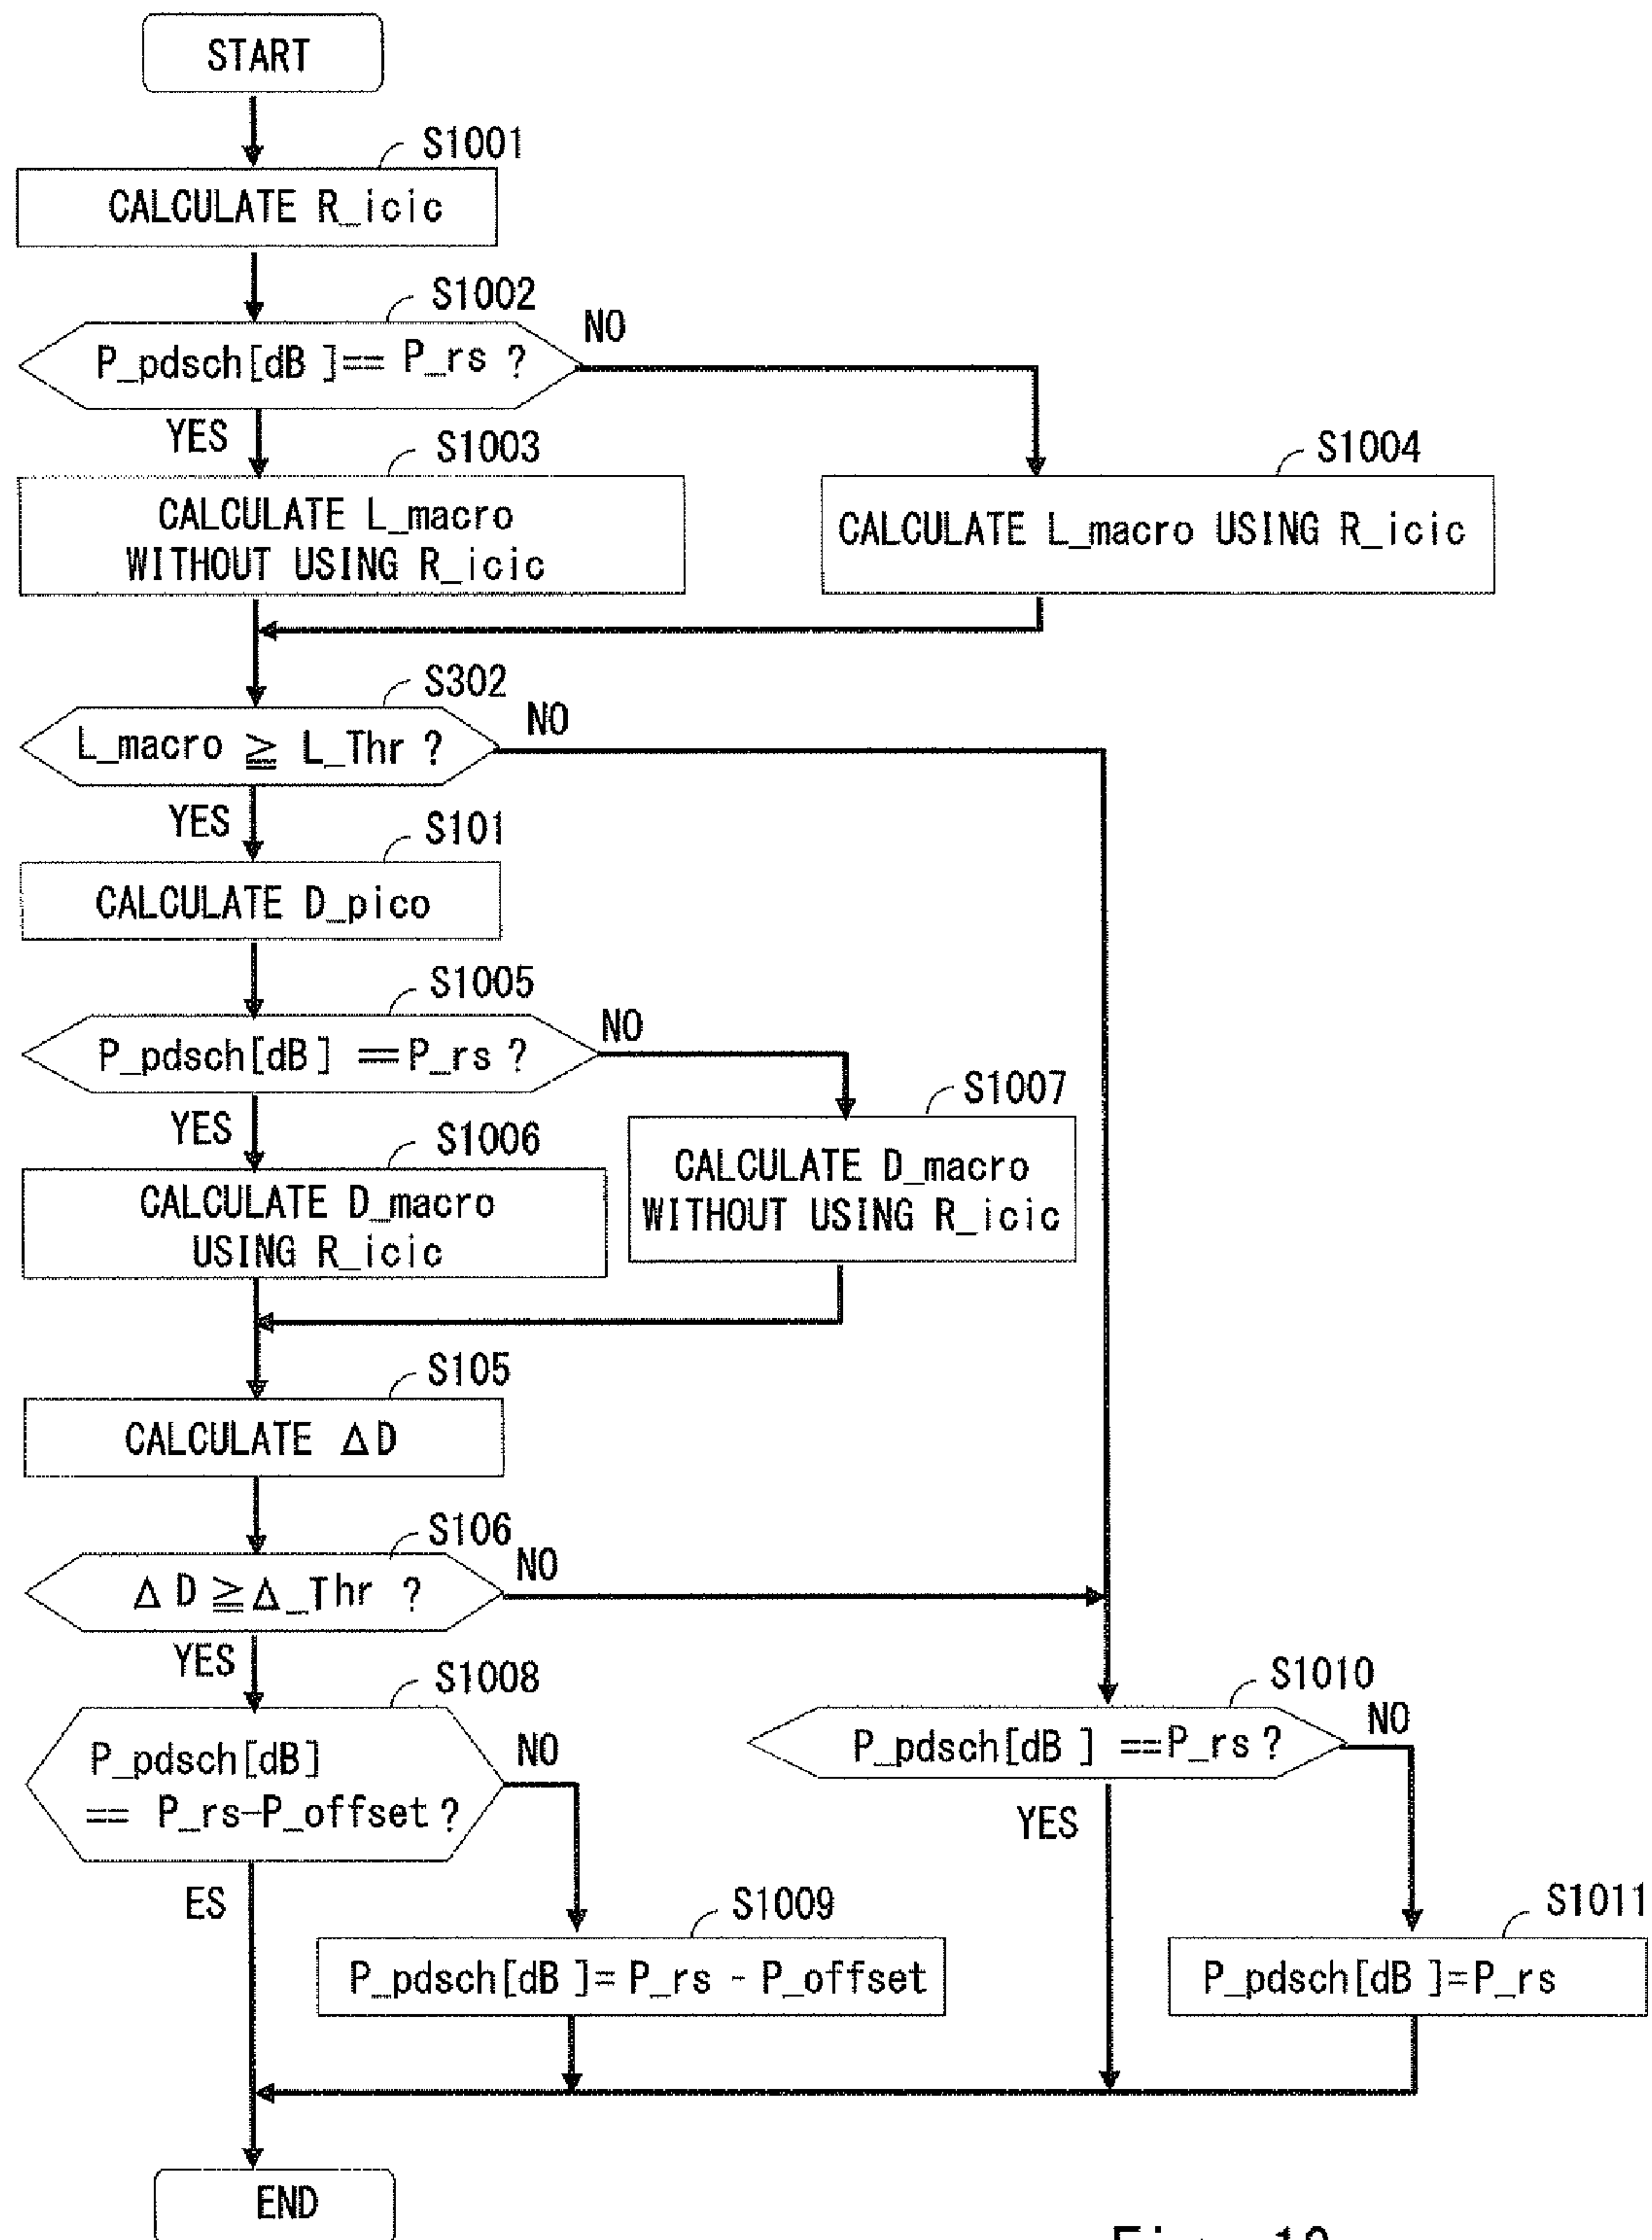 START
S1001
CALCULATE R_icic
S1002
P_pdsch[dB ]== P_rs ?
NO
YES
S1003
CALCULATE L_macro
WITHOUT USING R_icic
S1004
CALCULATE L_macro USING R_icic
S302
L_macro ≧ L_Thr ?
NO
YES
S101
CALCULATE D_pico
S1005
P_pdsch[dB ] ==P_rs ?
NO
YES
S1006
CALCULATE D_macro
USING R_icic
S1007
CALCULATE D_macro
WITHOUT USING R_icic
S105
CALCULATE ΔD
S106
ΔD≧Δ_Thr ?
NO
YES
S1008
P_pdsch[dB]
== P_rs-P_offset ?
NO
ES
S1009
P_pdsch[dB ]= P_rs - P_offset
S1010
P_pdsch[dB ] ==P_rs ?
NO
YES
S1011
P_pdsch[dB ]=P_rs
END